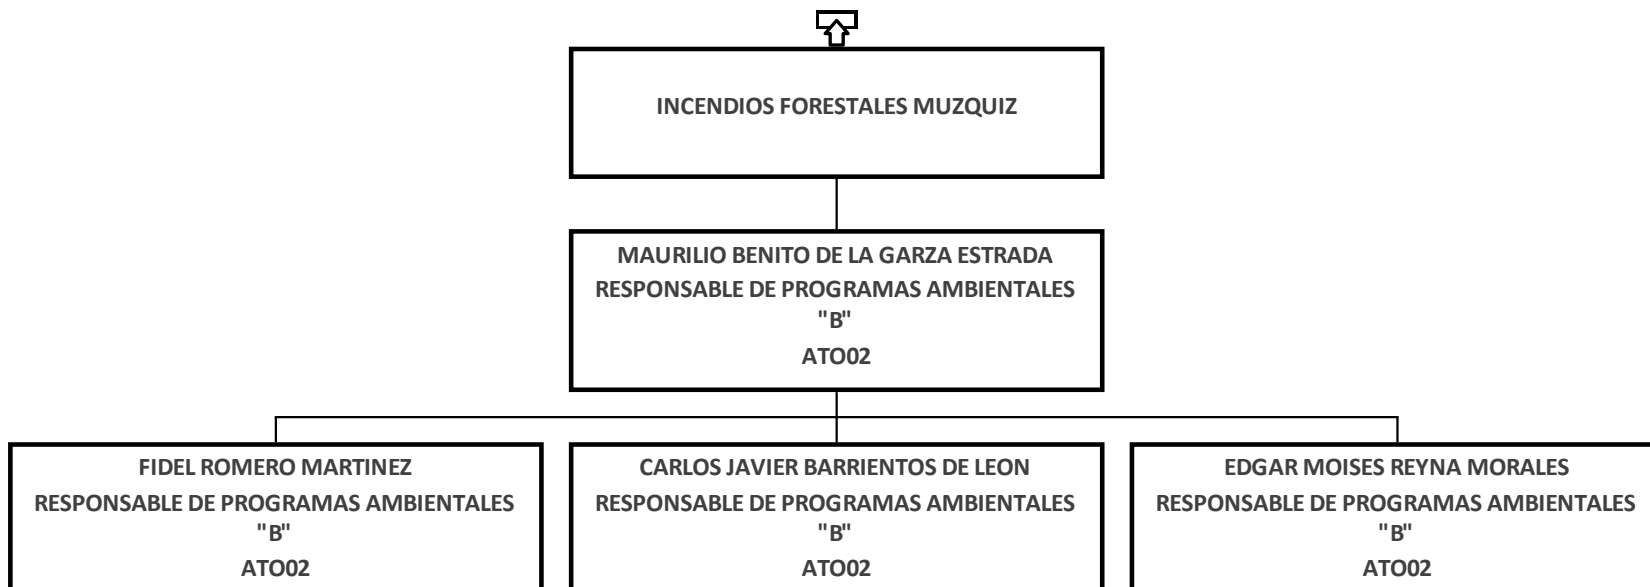 INCENDIOS FORESTALES MUZQUIZ
MAURILIO BENITO DE LA GARZA ESTRADA
RESPONSABLE DE PROGRAMAS AMBIENTALES
"B"
ATO02
FIDEL ROMERO MARTINEZ
RESPONSABLE DE PROGRAMAS AMBIENTALES
"B"
ATO02
CARLOS JAVIER BARRIENTOS DE LEON
RESPONSABLE DE PROGRAMAS AMBIENTALES
"B"
ATO02
EDGAR MOISES REYNA MORALES
RESPONSABLE DE PROGRAMAS AMBIENTALES
"B"
ATO02